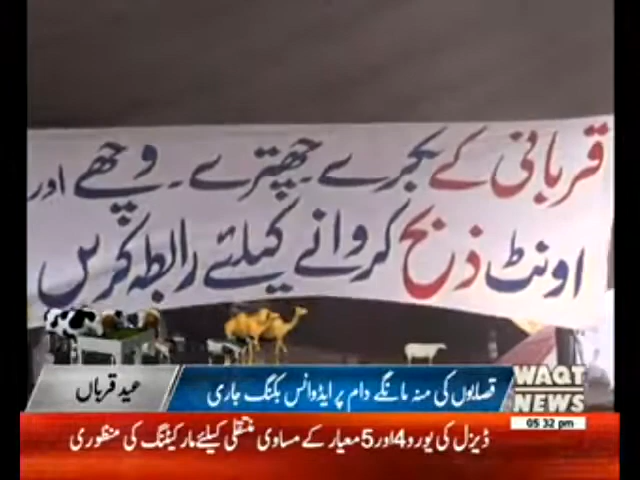 قربانی کے بکرے ۔ چھترے ۔ وچھے اور
اونٹ ذبح کروانے کیلئے رابطہ کریں
عید قرباں
قصابوں کی منہ مانگے دام پر ایڈوانس بکنگ جاری
WAQT
NEWS
05:32 pm
ڈیزل کی یورو 4 اور 5 معیار کے مساوی منتقلی کیلئے مارکیٹنگ کی منظوری